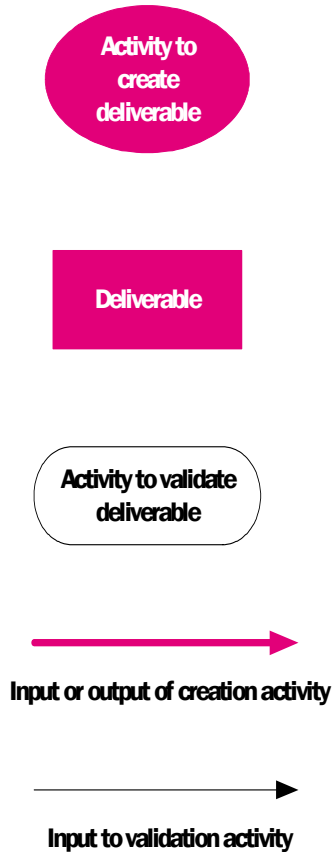 Activity to
create
deliverable
Deliverable
Activity to validate
deliverable
Input or output of creation activity
Input to validation activity